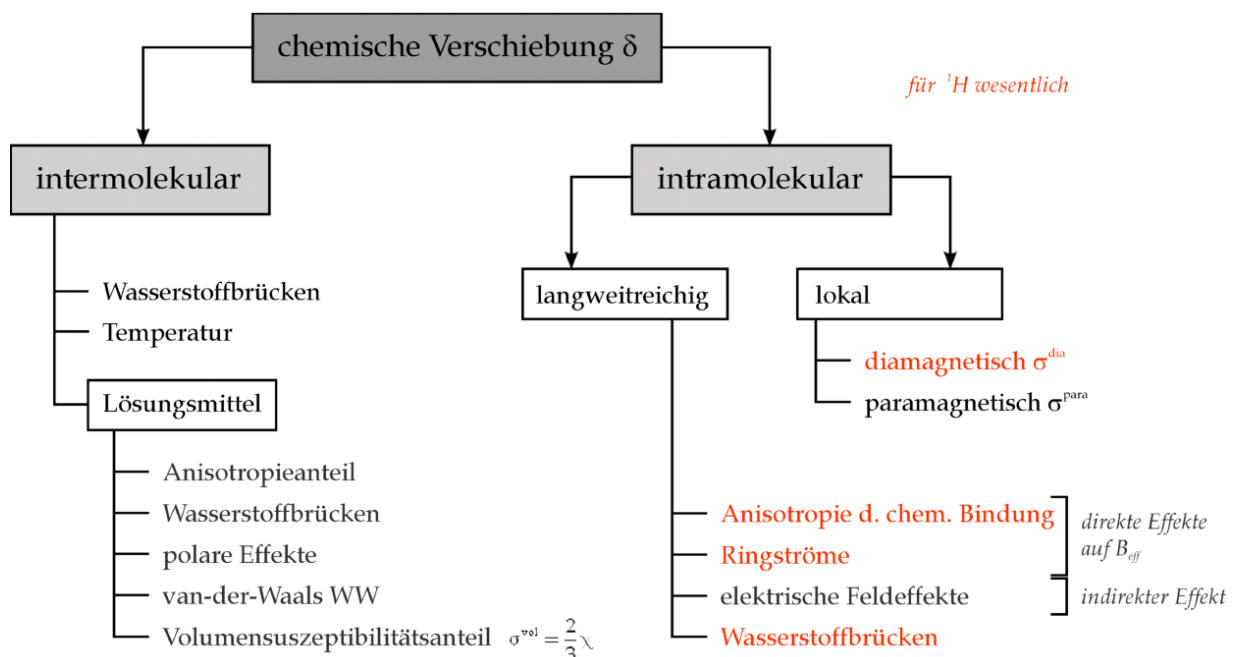 chemische Verschiebung δ
für ¹H wesentlich
intermolekular
intramolekular
Wasserstoffbrücken
Temperatur
Lösungsmittel
Anisotropieanteil
Wasserstoffbrücken
polare Effekte
van-der-Waals WW
Volumensuszeptibilitätsanteil σ^vol = 2/3 χ
langweitreichig
lokal
diamagnetisch σ^dia
paramagnetisch σ^para
Anisotropie d. chem. Bindung
Ringströme
direkte Effekte
auf B_eff
elektrische Feldeffekte
indirekter Effekt
Wasserstoffbrücken